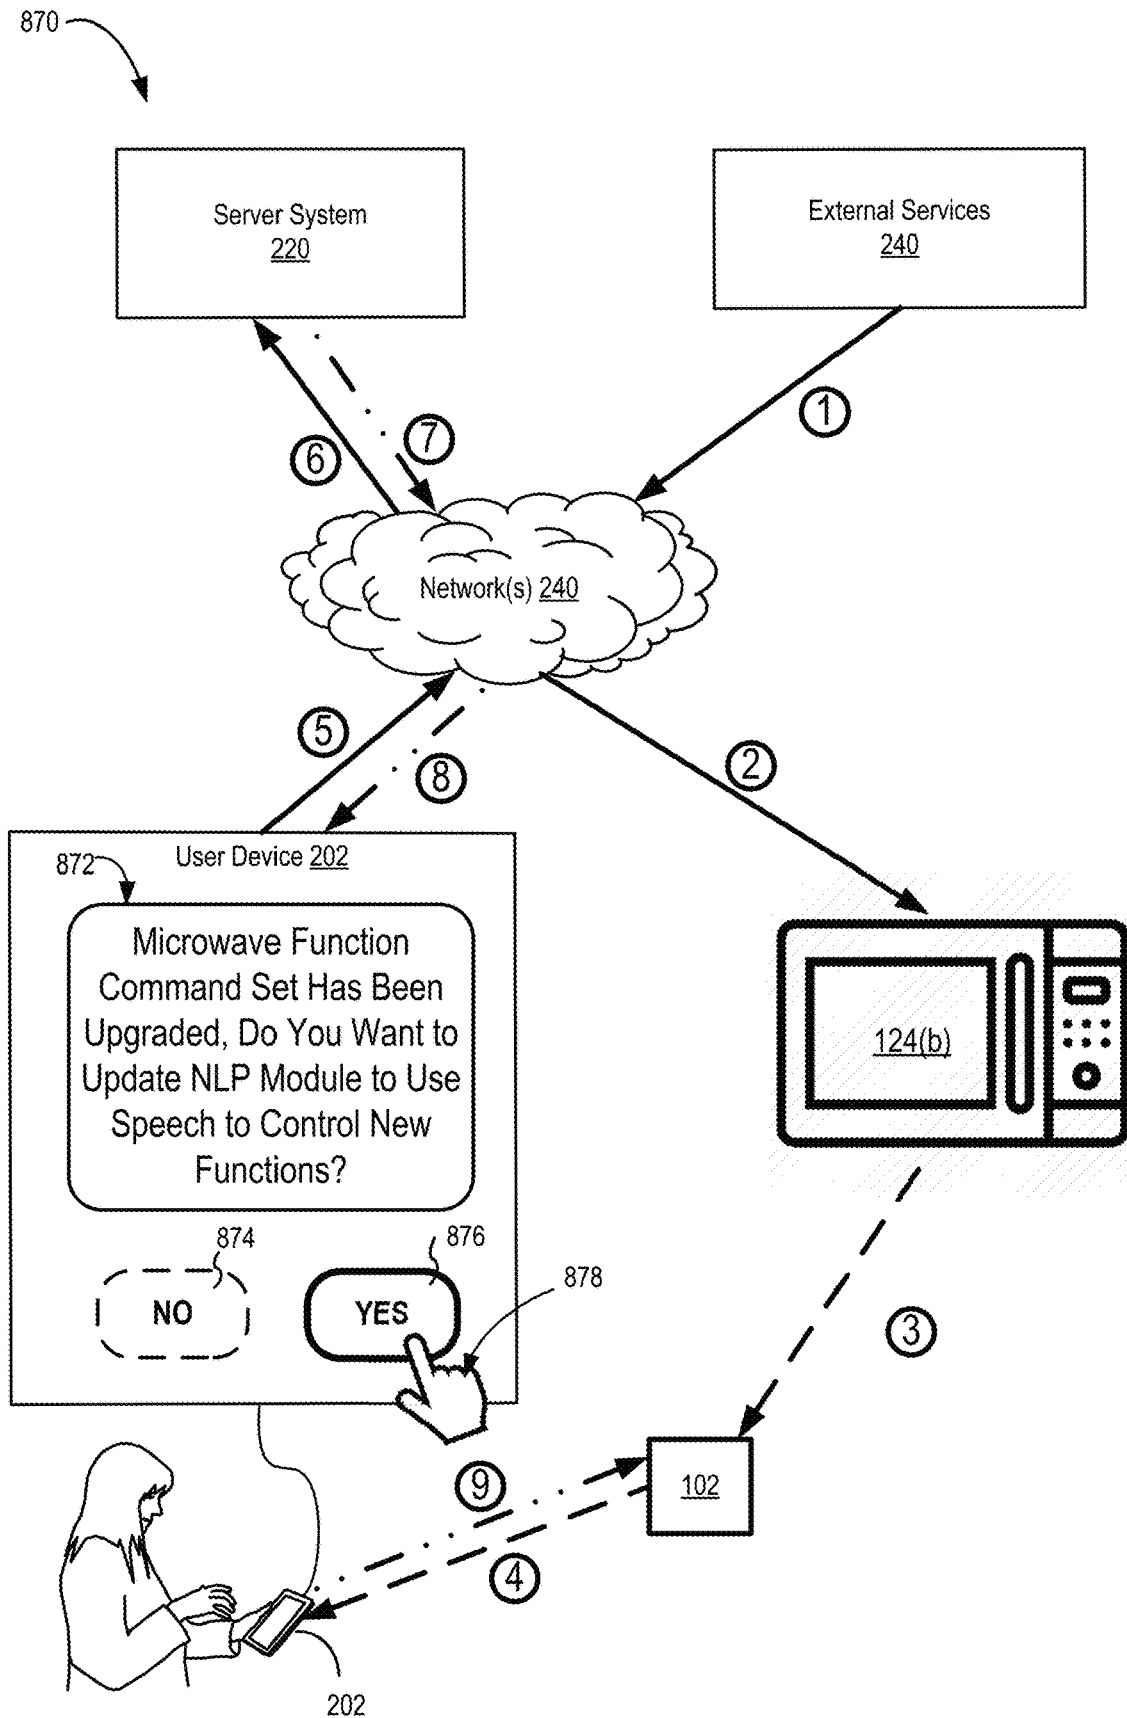 870
Server System
220
External Services
240
1
7
6
Network(s) 240
5
8
2
User Device 202
872
Microwave Function
Command Set Has Been
Upgraded, Do You Want to
Update NLP Module to Use
Speech to Control New
Functions?
124(b)
874
876
878
NO
YES
3
9
102
4
202